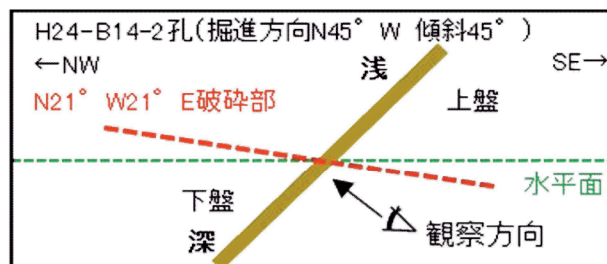 H24-B14-2孔(掘進方向N45°W 傾斜45°)
←NW
浅
SE→
N21°W21°E破砕部
上盤
水平面
下盤
深
観察方向